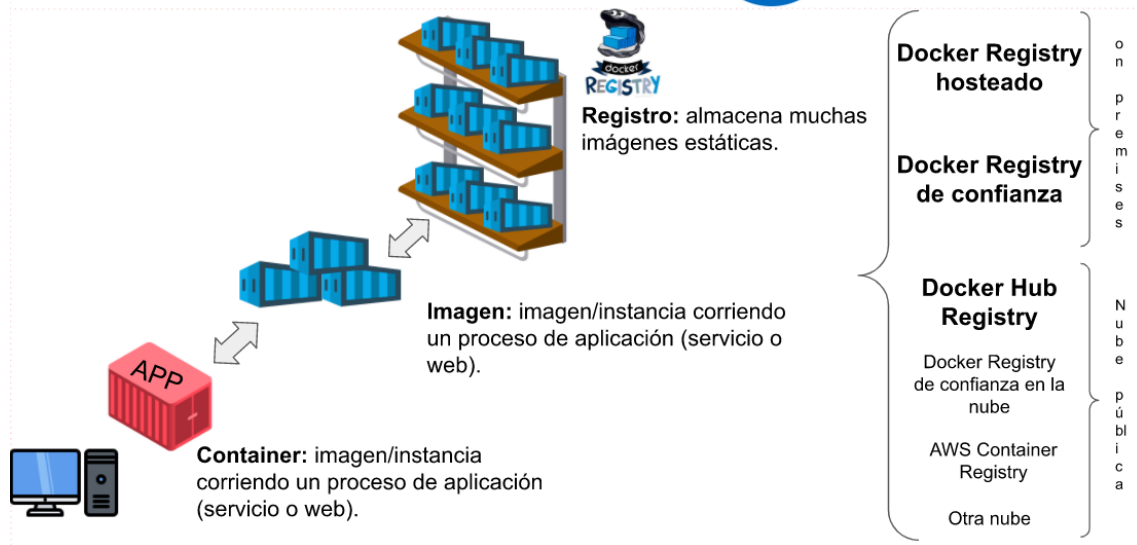 docker
REGISTRY
Registro: almacena muchas
imágenes estáticas.
Imagen: imagen/instancia corriendo
un proceso de aplicación (servicio o
web).
APP
Container: imagen/instancia
corriendo un proceso de aplicación
(servicio o web).
Docker Registry
hosteado
Docker Registry
de confianza
on premises
Docker Hub
Registry
Docker Registry
de confianza en la
nube
AWS Container
Registry
Otra nube
Nube pública